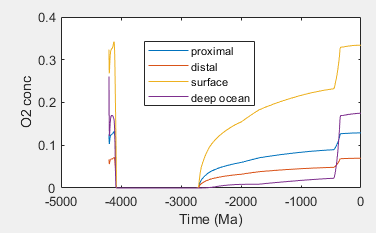 0.4
0.3
0.2
0.1
0
O2 conc
proximal
distal
surface
deep ocean
-5000 -4000 -3000 -2000 -1000 0
Time (Ma)